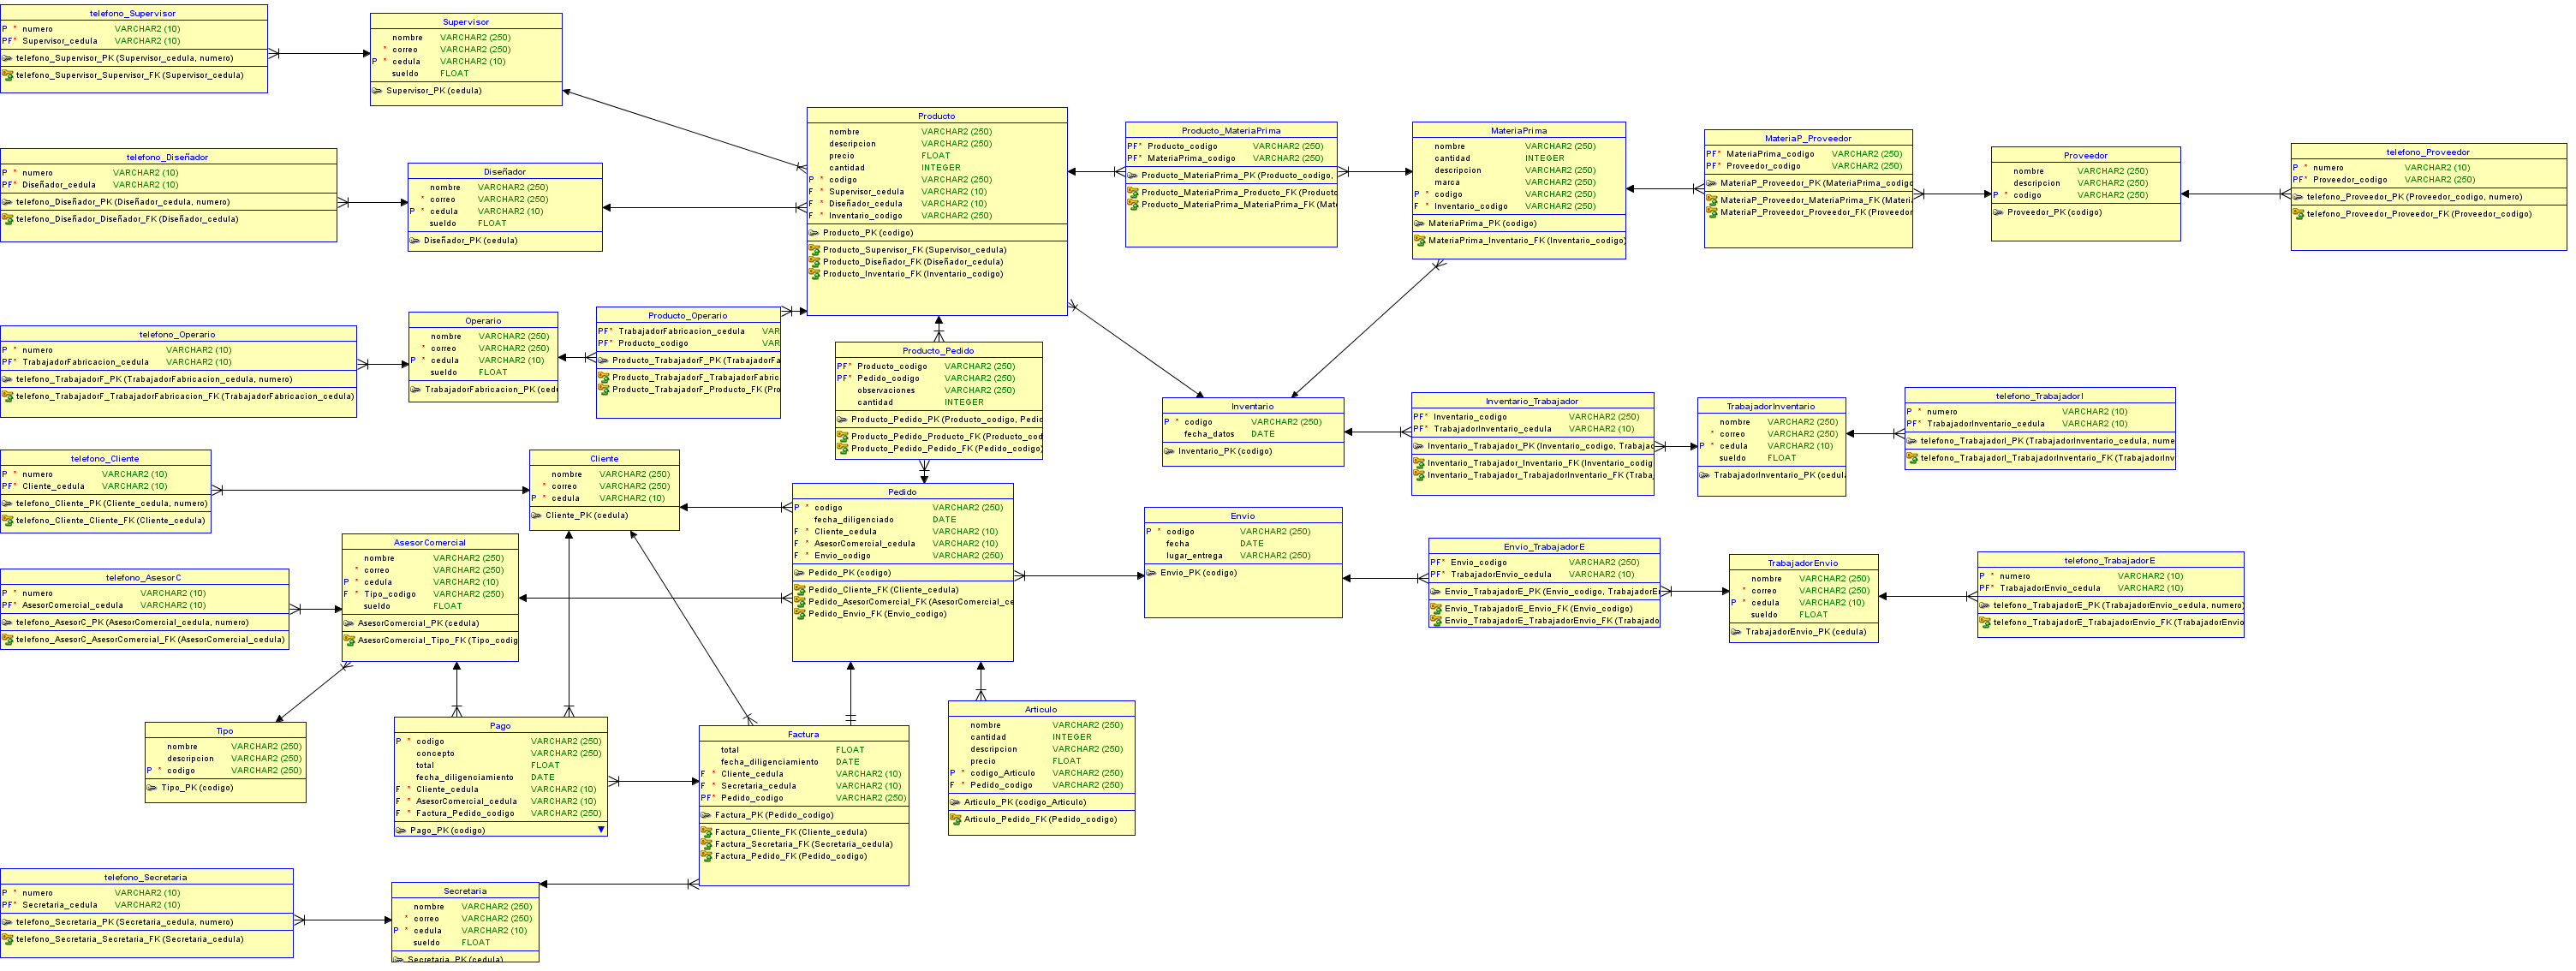 telefono_Supervisor
P * numero VARCHAR2 (10)
PF* Supervisor_cedula VARCHAR2 (10)
telefono_Supervisor_PK (Supervisor_cedula, numero)
telefono_Supervisor_Supervisor_FK (Supervisor_cedula)
Supervisor
nombre VARCHAR2 (250)
* correo VARCHAR2 (250)
P * cedula VARCHAR2 (10)
sueldo FLOAT
Supervisor_PK (cedula)
telefono_Diseñador
P * numero VARCHAR2 (10)
PF* Diseñador_cedula VARCHAR2 (10)
telefono_Diseñador_PK (Diseñador_cedula, numero)
telefono_Diseñador_Diseñador_FK (Diseñador_cedula)
Diseñador
nombre VARCHAR2 (250)
* correo VARCHAR2 (250)
P * cedula VARCHAR2 (10)
sueldo FLOAT
Diseñador_PK (cedula)
Producto
nombre VARCHAR2 (250)
descripcion VARCHAR2 (250)
precio FLOAT
cantidad INTEGER
P * codigo VARCHAR2 (250)
F * Supervisor_cedula VARCHAR2 (10)
F * Diseñador_cedula VARCHAR2 (10)
F * Inventario_codigo VARCHAR2 (250)
Producto_PK (codigo)
Producto_Supervisor_FK (Supervisor_cedula)
Producto_Diseñador_FK (Diseñador_cedula)
Producto_Inventario_FK (Inventario_codigo)
Producto_MateriaPrima
PF* Producto_codigo VARCHAR2 (250)
PF* MateriaPrima_codigo VARCHAR2 (250)
Producto_MateriaPrima_PK (Producto_codigo,
Producto_MateriaPrima_Producto_FK (Producto
Producto_MateriaPrima_MateriaPrima_FK (Mat
MateriaPrima
nombre VARCHAR2 (250)
cantidad INTEGER
descripcion VARCHAR2 (250)
marca VARCHAR2 (250)
P * codigo VARCHAR2 (250)
F * Inventario_codigo VARCHAR2 (250)
MateriaPrima_PK (codigo)
MateriaPrima_Inventario_FK (Inventario_codigo)
MateriaP_Proveedor
PF* MateriaPrima_codigo VARCHAR2 (250)
PF* Proveedor_codigo VARCHAR2 (250)
MateriaP_Proveedor_PK (MateriaPrima_codigo
MateriaP_Proveedor_MateriaPrima_FK (Materi
MateriaP_Proveedor_Proveedor_FK (Proveedor
Proveedor
nombre VARCHAR2 (250)
descripcion VARCHAR2 (250)
P * codigo VARCHAR2 (250)
Proveedor_PK (codigo)
telefono_Proveedor
P * numero VARCHAR2 (10)
PF* Proveedor_codigo VARCHAR2 (250)
telefono_Proveedor_PK (Proveedor_codigo, numero)
telefono_Proveedor_Proveedor_FK (Proveedor_codigo)
telefono_Operario
P * numero VARCHAR2 (10)
PF* TrabajadorFabricacion_cedula VARCHAR2 (10)
telefono_TrabajadorF_PK (TrabajadorFabricacion_cedula, numero)
telefono_TrabajadorF_TrabajadorFabricacion_FK (TrabajadorFabricacion_cedula)
Operario
nombre VARCHAR2 (250)
* correo VARCHAR2 (250)
P * cedula VARCHAR2 (10)
sueldo FLOAT
TrabajadorFabricacion_PK (cedu
Producto_Operario
PF* TrabajadorFabricacion_cedula VAR
PF* Producto_codigo VAR
Producto_TrabajadorF_PK (TrabajadorFa
Producto_TrabajadorF_TrabajadorFabric
Producto_TrabajadorF_Producto_FK (Pro
Producto_Pedido
PF* Producto_codigo VARCHAR2 (250)
PF* Pedido_codigo VARCHAR2 (250)
observaciones VARCHAR2 (250)
cantidad INTEGER
Producto_Pedido_PK (Producto_codigo, Pedid
Producto_Pedido_Producto_FK (Producto_cod
Producto_Pedido_Pedido_FK (Pedido_codigo)
Inventario
P * codigo VARCHAR2 (250)
fecha_datos DATE
Inventario_PK (codigo)
Inventario_Trabajador
PF* Inventario_codigo VARCHAR2 (250)
PF* TrabajadorInventario_cedula VARCHAR2 (10)
Inventario_Trabajador_PK (Inventario_codigo, Trabajad
Inventario_Trabajador_Inventario_FK (Inventario_codig
Inventario_Trabajador_TrabajadorInventario_FK (Traba
TrabajadorInventario
nombre VARCHAR2 (250)
* correo VARCHAR2 (250)
P * cedula VARCHAR2 (10)
sueldo FLOAT
TrabajadorInventario_PK (cedula
telefono_TrabajadorI
P * numero VARCHAR2 (10)
PF* TrabajadorInventario_cedula VARCHAR2 (10)
telefono_TrabajadorI_PK (TrabajadorInventario_cedula, nume
telefono_TrabajadorI_TrabajadorInventario_FK (TrabajadorInv
telefono_Cliente
P * numero VARCHAR2 (10)
PF* Cliente_cedula VARCHAR2 (10)
telefono_Cliente_PK (Cliente_cedula, numero)
telefono_Cliente_Cliente_FK (Cliente_cedula)
Cliente
nombre VARCHAR2 (250)
* correo VARCHAR2 (250)
P * cedula VARCHAR2 (10)
Cliente_PK (cedula)
Pedido
P * codigo VARCHAR2 (250)
fecha_diligenciado DATE
F * Cliente_cedula VARCHAR2 (10)
F * AsesorComercial_cedula VARCHAR2 (10)
F * Envio_codigo VARCHAR2 (250)
Pedido_PK (codigo)
Pedido_Cliente_FK (Cliente_cedula)
Pedido_AsesorComercial_FK (AsesorComercial_ce
Pedido_Envio_FK (Envio_codigo)
Envio
P * codigo VARCHAR2 (250)
fecha DATE
lugar_entrega VARCHAR2 (250)
Envio_PK (codigo)
Envio_TrabajadorE
PF* Envio_codigo VARCHAR2 (250)
PF* TrabajadorEnvio_cedula VARCHAR2 (10)
Envio_TrabajadorE_PK (Envio_codigo, TrabajadorE
Envio_TrabajadorE_Envio_FK (Envio_codigo)
Envio_TrabajadorE_TrabajadorEnvio_FK (Trabajado
TrabajadorEnvio
nombre VARCHAR2 (250)
* correo VARCHAR2 (250)
P * cedula VARCHAR2 (10)
sueldo FLOAT
TrabajadorEnvio_PK (cedula)
telefono_TrabajadorE
P * numero VARCHAR2 (10)
PF* TrabajadorEnvio_cedula VARCHAR2 (10)
telefono_TrabajadorE_PK (TrabajadorEnvio_cedula, numero)
telefono_TrabajadorE_TrabajadorEnvio_FK (TrabajadorEnvio
telefono_AsesorC
P * numero VARCHAR2 (10)
PF* AsesorComercial_cedula VARCHAR2 (10)
telefono_AsesorC_PK (AsesorComercial_cedula, numero)
telefono_AsesorC_AsesorComercial_FK (AsesorComercial_cedula)
AsesorComercial
nombre VARCHAR2 (250)
* correo VARCHAR2 (250)
P * cedula VARCHAR2 (10)
F * Tipo_codigo VARCHAR2 (250)
sueldo FLOAT
AsesorComercial_PK (cedula)
AsesorComercial_Tipo_FK (Tipo_codig
Tipo
nombre VARCHAR2 (250)
descripcion VARCHAR2 (250)
P * codigo VARCHAR2 (250)
Tipo_PK (codigo)
Pago
P * codigo VARCHAR2 (250)
concepto VARCHAR2 (250)
total FLOAT
fecha_diligenciamiento DATE
F * Cliente_cedula VARCHAR2 (10)
F * AsesorComercial_cedula VARCHAR2 (10)
F * Factura_Pedido_codigo VARCHAR2 (250)
Pago_PK (codigo)
Factura
total FLOAT
fecha_diligenciamiento DATE
F * Cliente_cedula VARCHAR2 (10)
F * Secretaria_cedula VARCHAR2 (10)
PF* Pedido_codigo VARCHAR2 (250)
Factura_PK (Pedido_codigo)
Factura_Cliente_FK (Cliente_cedula)
Factura_Secretaria_FK (Secretaria_cedula)
Factura_Pedido_FK (Pedido_codigo)
Articulo
nombre VARCHAR2 (250)
cantidad INTEGER
descripcion VARCHAR2 (250)
precio FLOAT
P * codigo_Articulo VARCHAR2 (250)
F * Pedido_codigo VARCHAR2 (250)
Articulo_PK (codigo_Articulo)
Articulo_Pedido_FK (Pedido_codigo)
telefono_Secretaria
P * numero VARCHAR2 (10)
PF* Secretaria_cedula VARCHAR2 (10)
telefono_Secretaria_PK (Secretaria_cedula, numero)
telefono_Secretaria_Secretaria_FK (Secretaria_cedula)
Secretaria
nombre VARCHAR2 (250)
* correo VARCHAR2 (250)
P * cedula VARCHAR2 (10)
sueldo FLOAT
Secretaria_PK (cedula)